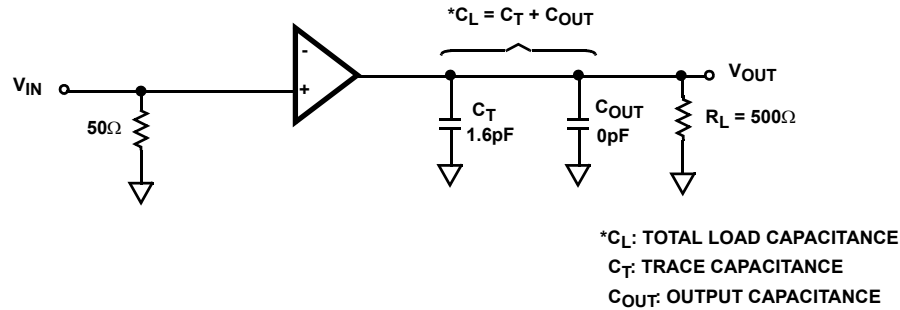 *CL = CT + COUT
-
VIN
+
VOUT
50Ω
CT
1.6pF
COUT
0pF
RL = 500Ω
*CL: TOTAL LOAD CAPACITANCE
CT: TRACE CAPACITANCE
COUT: OUTPUT CAPACITANCE